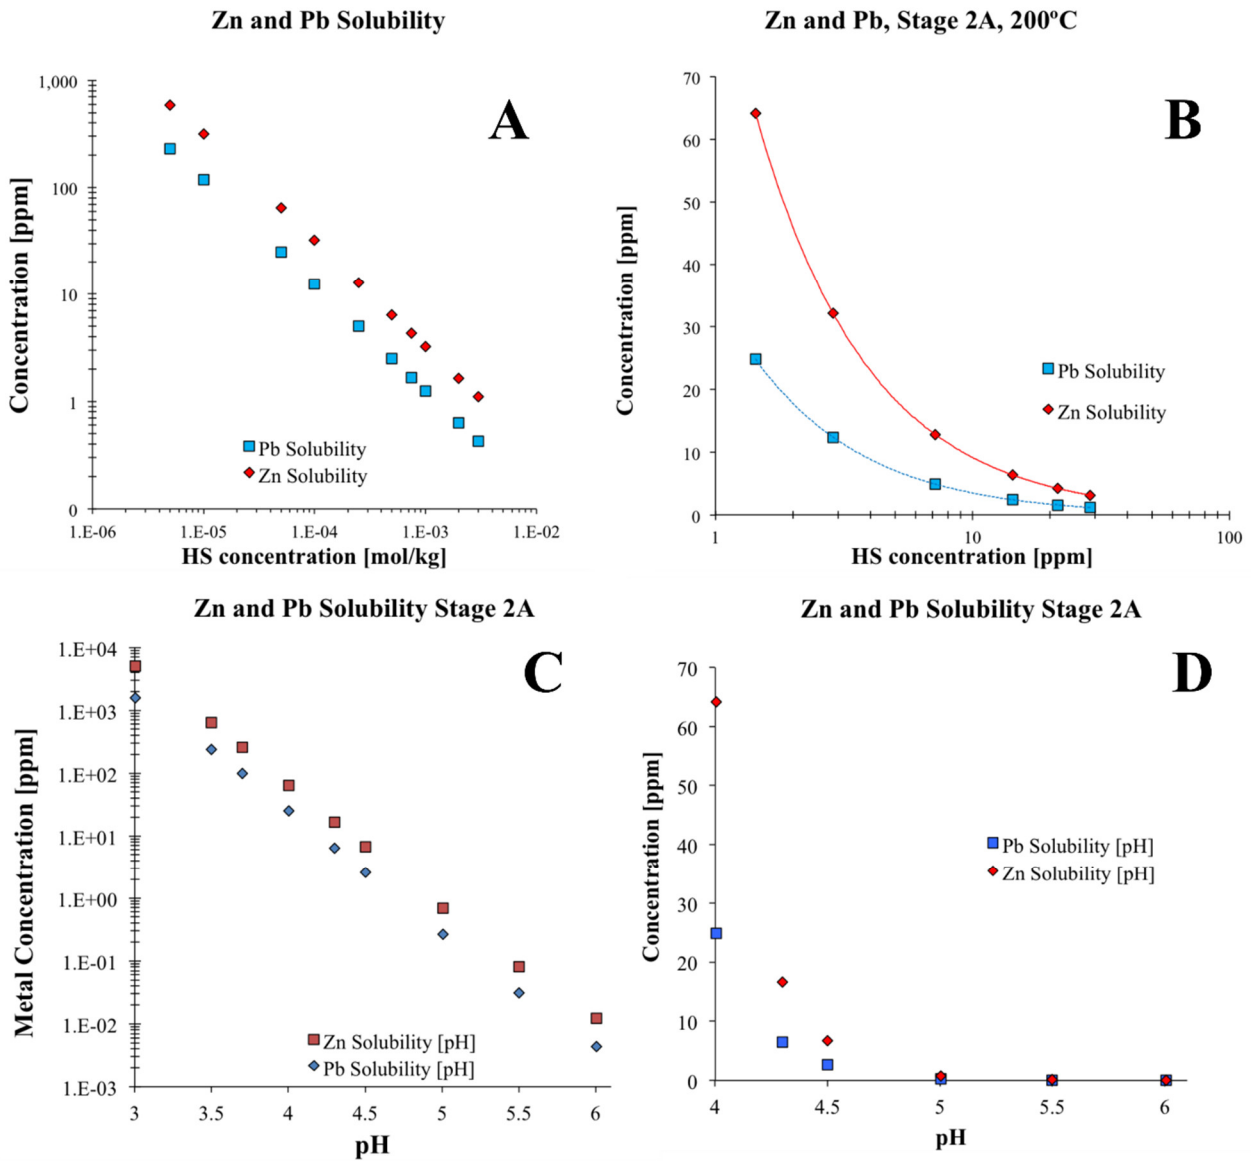 Zn and Pb Solubility
A
Concentration [ppm]
1,000
100
10
1
0
1.E-06 1.E-05 1.E-04 1.E-03 1.E-02
HS concentration [mol/kg]
Pb Solubility
Zn Solubility
Zn and Pb, Stage 2A, 200ºC
B
Concentration [ppm]
70
60
50
40
30
20
10
0
1 10 100
HS concentration [ppm]
Pb Solubility
Zn Solubility
Zn and Pb Solubility Stage 2A
C
Metal Concentration [ppm]
1.E+04
1.E+03
1.E+02
1.E+01
1.E+00
1.E-01
1.E-02
1.E-03
3 3.5 4 4.5 5 5.5 6
pH
Zn Solubility [pH]
Pb Solubility [pH]
Zn and Pb Solubility Stage 2A
D
Concentration [ppm]
70
60
50
40
30
20
10
0
4 4.5 5 5.5 6
pH
Pb Solubility [pH]
Zn Solubility [pH]